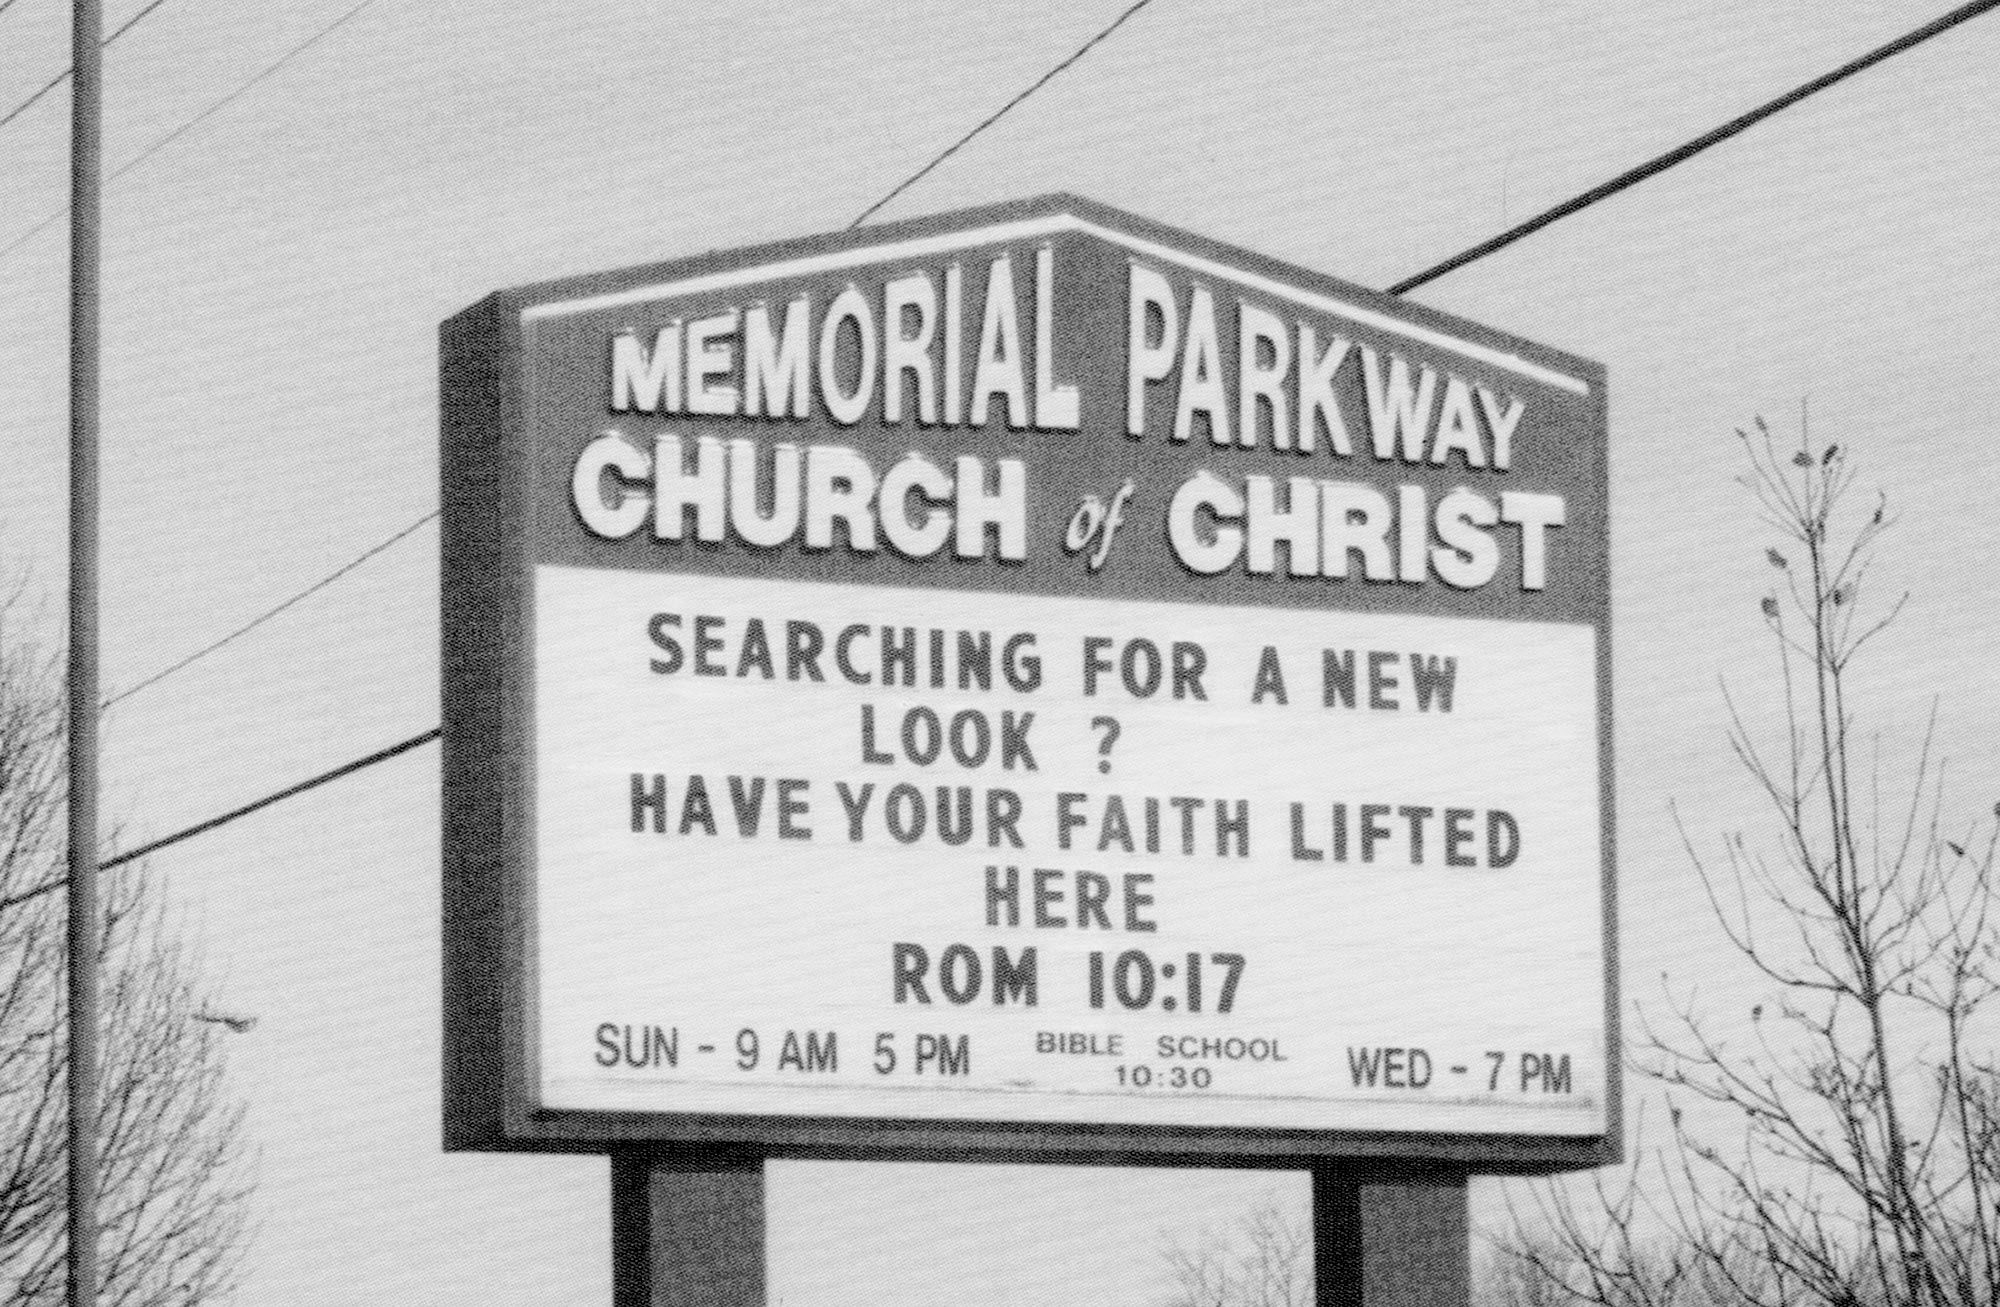 MEMORIAL PARKWAY
CHURCH of CHRIST
SEARCHING FOR A NEW
LOOK ?
HAVE YOUR FAITH LIFTED
HERE
ROM 10:17
SUN - 9 AM 5 PM BIBLE SCHOOL WED - 7 PM
10:30